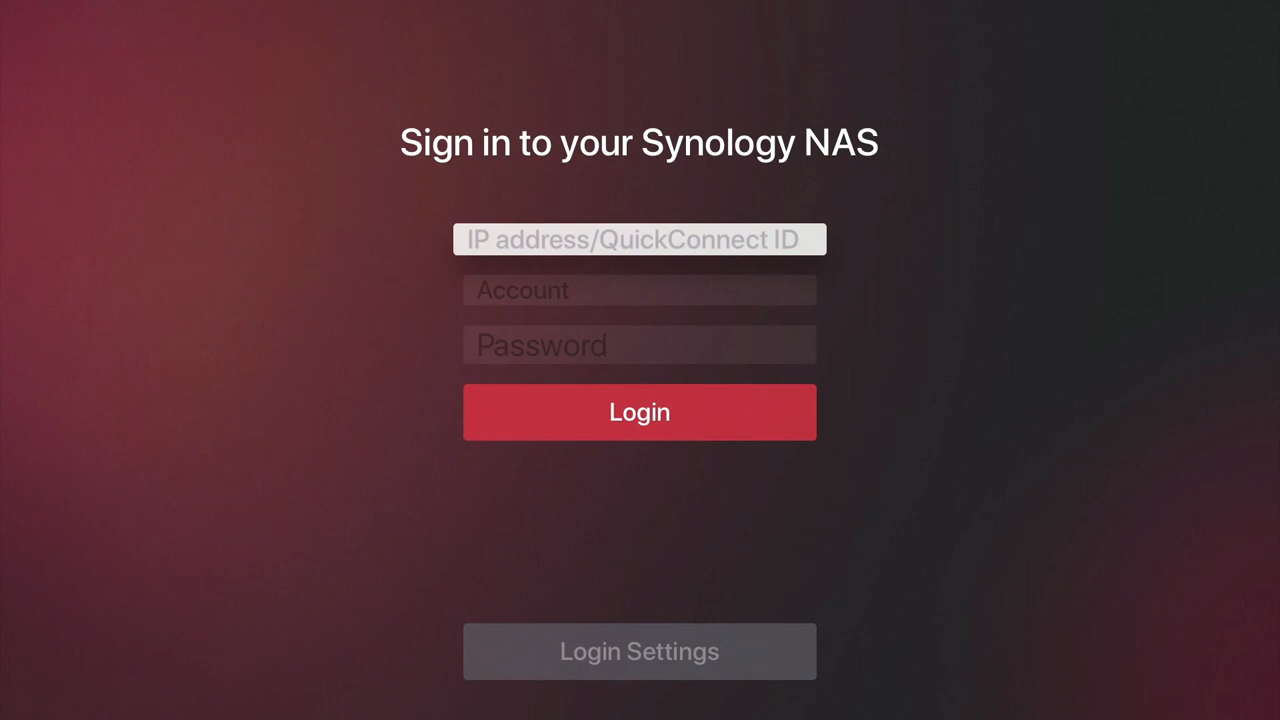 Sign in to your Synology NAS
IP address/QuickConnect ID
Account
Password
Login
Login Settings